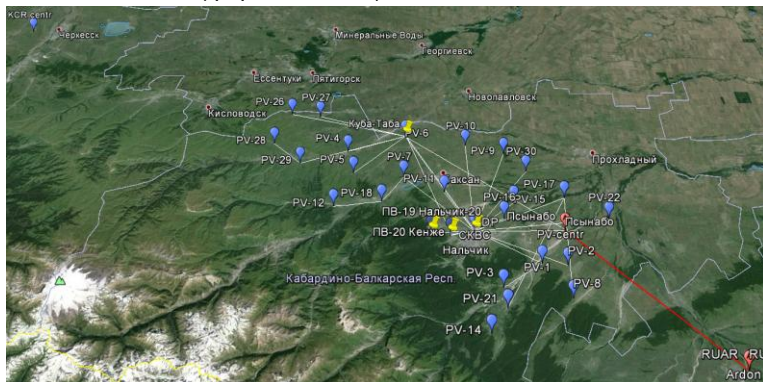 KCR centr
Черкесск
Минеральные Воды
Георгиевск
Ессентуки
Пятигорск
Новопавловск
PV-26
PV-27
Кисловодск
Куба-Таба
PV-6
PV-10
PV-28
PV-4
PV-9
PV-30
Прохладный
PV-29
PV-5
PV-7
PV-11
аксан
PV-17
PV-12
PV-18
PV-16
PV-15
PV-22
ПВ-19 Нальчик-20
DP
Псынабо
Псынабо
ПВ-20 Кенже
СКВС
PV-centr
Нальчик
PV-1
PV-2
Кабардино-Балкарская Респ.
PV-3
PV-8
PV-21
PV-14
RUAR
RU
Ardon